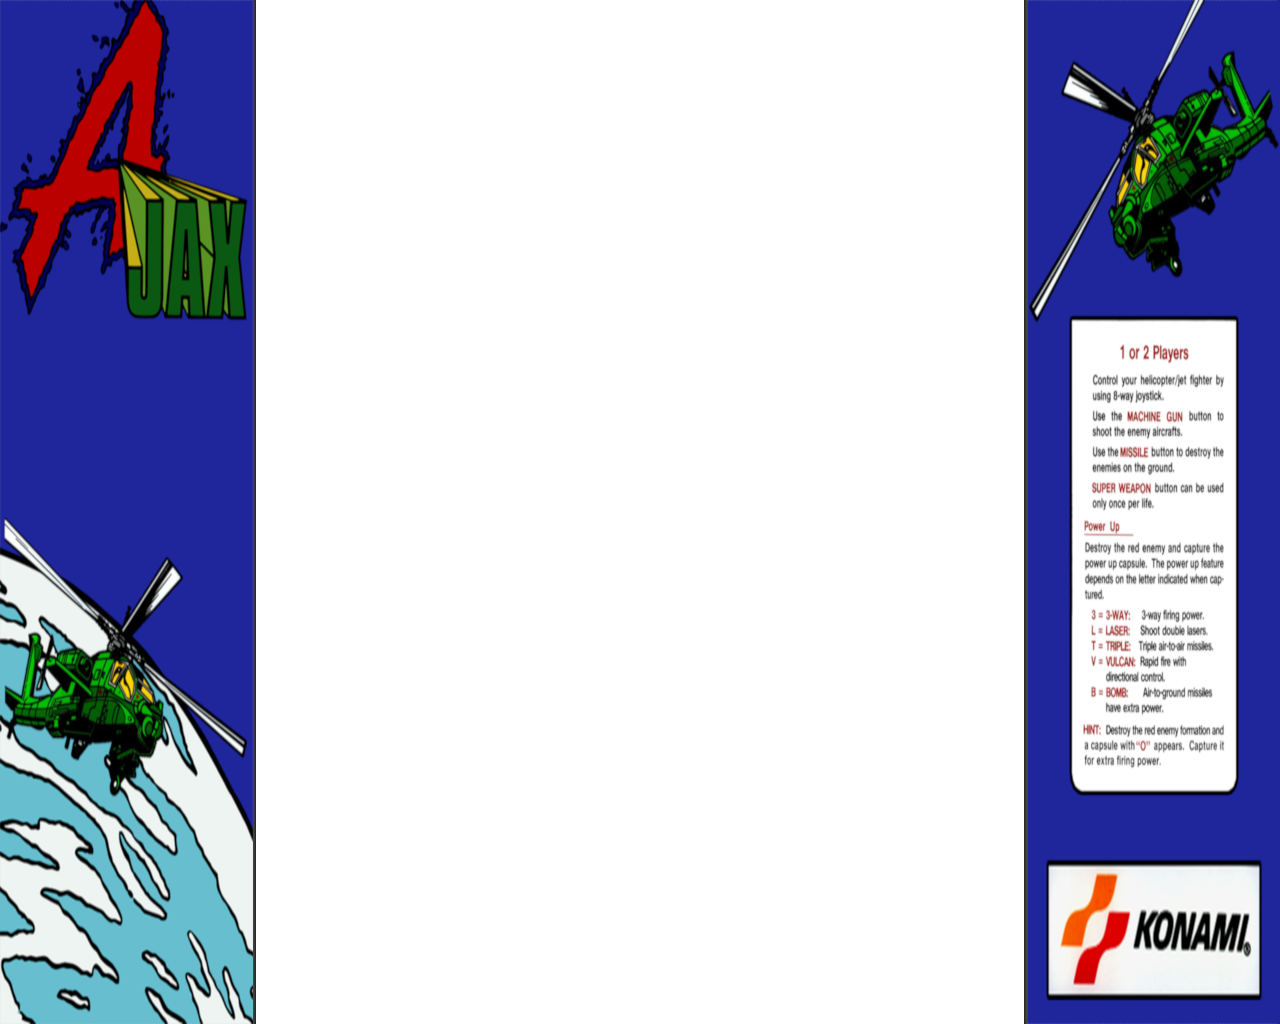 A
JAX
1 or 2 Players
Control your helicopter/jet fighter by
using 8-way joystick.
Use the MACHINE GUN button to
shoot the enemy aircrafts.
Use the MISSILE button to destroy the
enemies on the ground.
SUPER WEAPON button can be used
only once per life.
Power Up
Destroy the red enemy and capture the
power up capsule. The power up feature
depends on the letter indicated when cap-
tured.
3 = 3-WAY: 3-way firing power.
L = LASER: Shoot double lasers.
T = TRIPLE: Triple air-to-air missiles.
V = VULCAN: Rapid fire with
directional control.
B = BOMB: Air-to-ground missiles
have extra power.
HINT: Destroy the red enemy formation and
a capsule with "O" appears. Capture it
for extra firing power.
KONAMI®